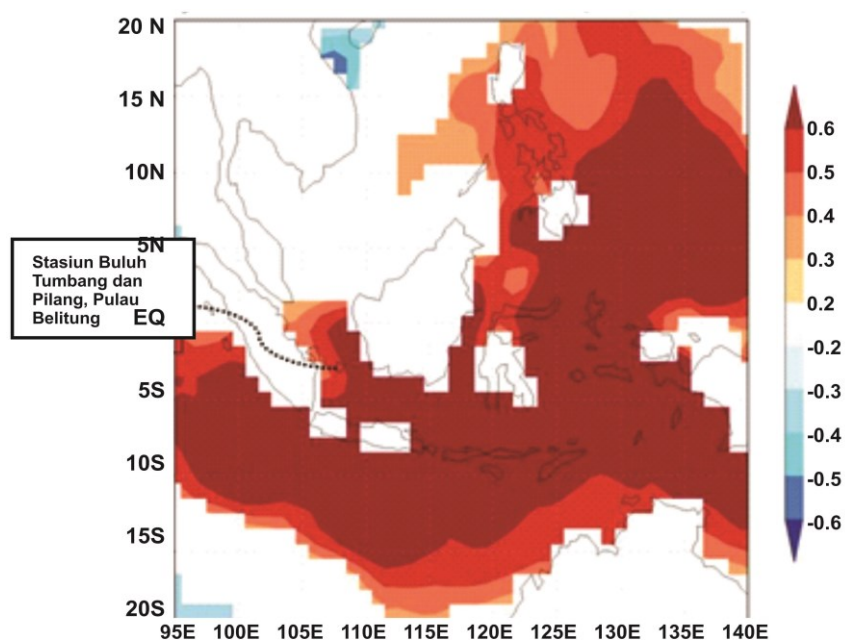 20 N
15 N
10N
5N
Stasiun Buluh
Tumbang dan
Pilang, Pulau
Belitung
EQ
5S
10S
15S
20S
95E 100E 105E 110E 115E 120E 125E 130E 135E 140E
0.6
0.5
0.4
0.3
0.2
-0.2
-0.3
-0.4
-0.5
-0.6